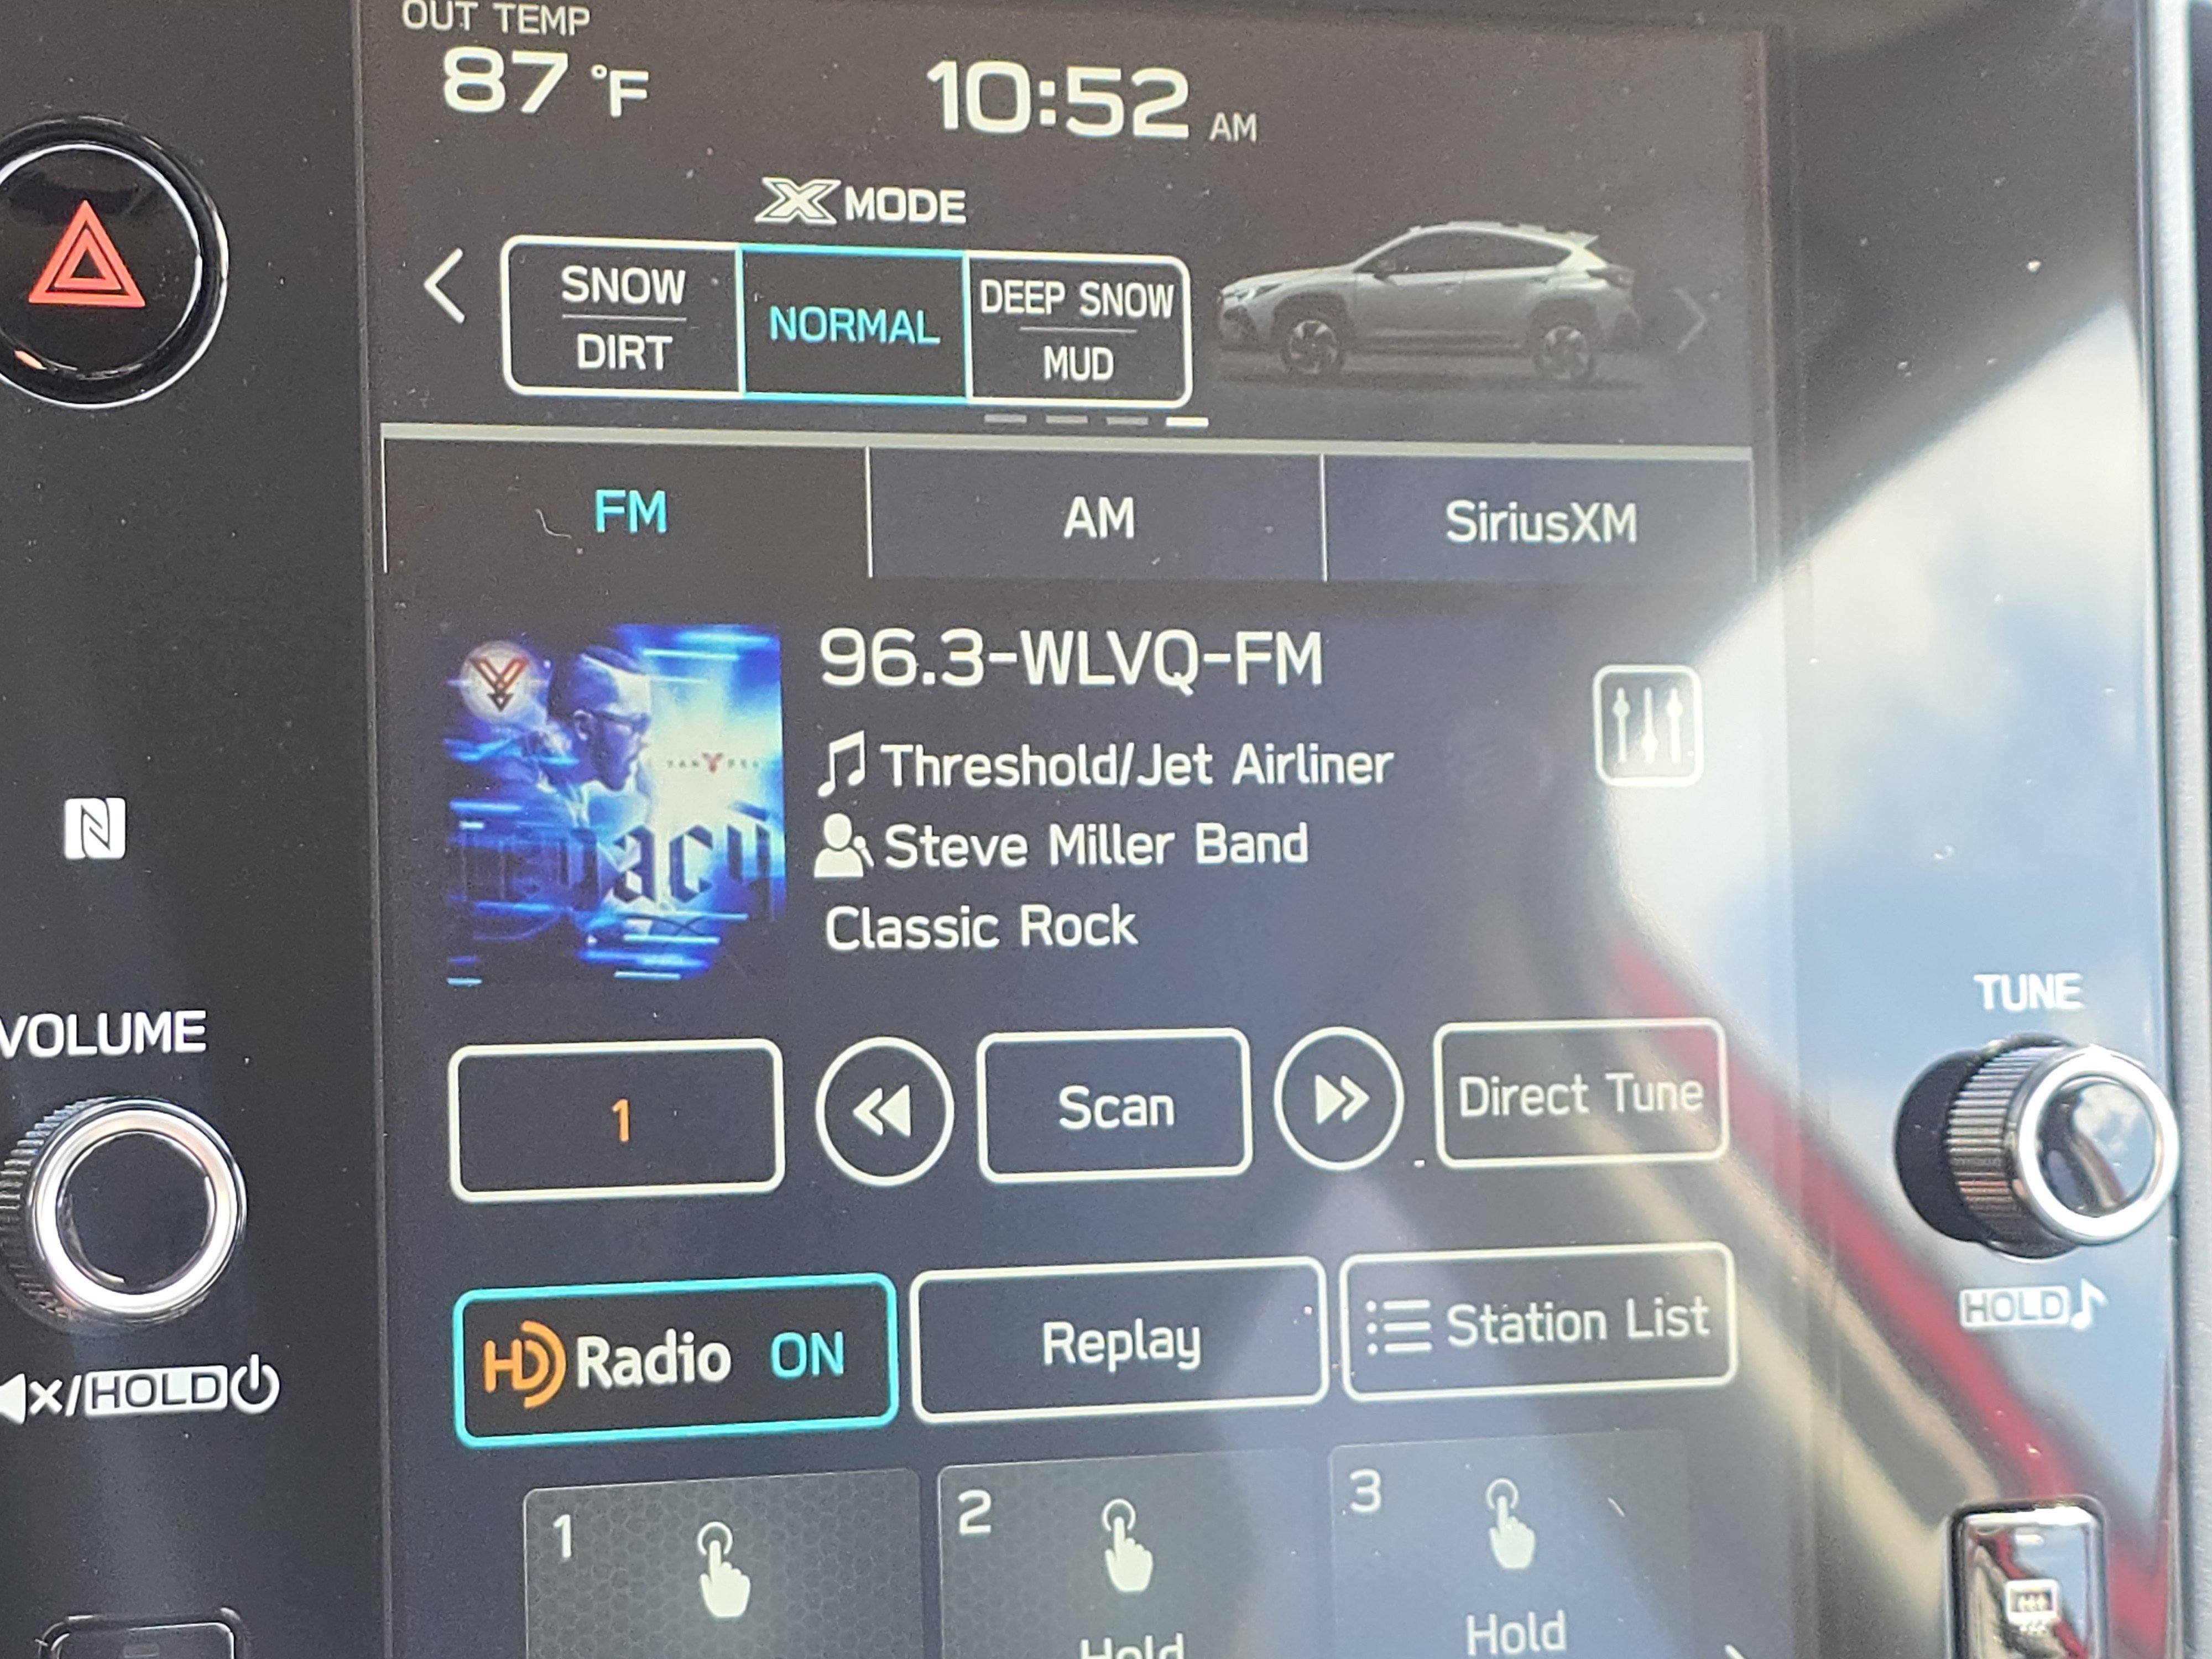 OUT TEMP
87 °F
10:52 AM
X MODE
SNOW
DIRT
NORMAL
DEEP SNOW
MUD
FM
AM
SiriusXM
96.3-WLVQ-FM
Threshold/Jet Airliner
Steve Miller Band
Classic Rock
VOLUME
TUNE
1
Scan
Direct Tune
HOLD
HD Radio ON
Replay
Station List
/HOLD
1
2
3
Hold
Hold